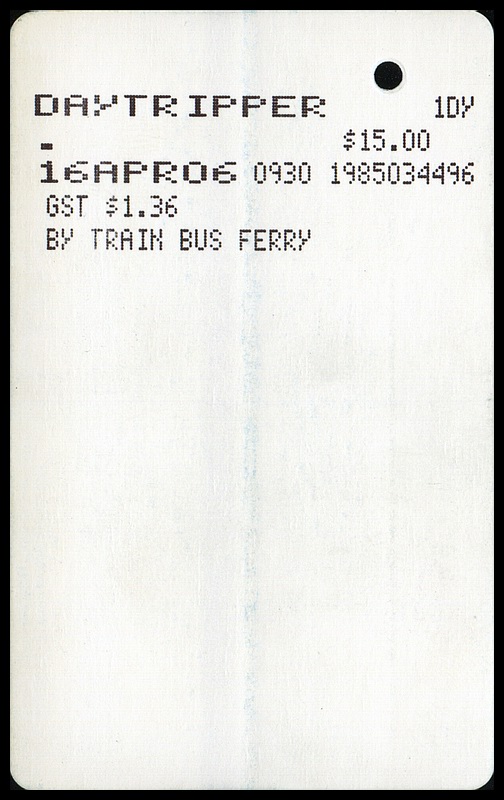 DAYTRIPPER 1DY
. $15.00
16APR06 0930 1985034496
GST $1.36
BY TRAIN BUS FERRY